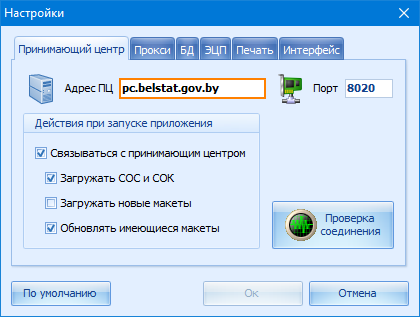 Настройки
Принимающий центр Прокси БД ЭЦП Печать Интерфейс
Адрес ПЦ pc.belstat.gov.by Порт 8020
Действия при запуске приложения
Связываться с принимающим центром
Загружать СОС и СОК
Загружать новые макеты
Обновлять имеющиеся макеты
Проверка
соединения
По умолчанию Ок Отмена